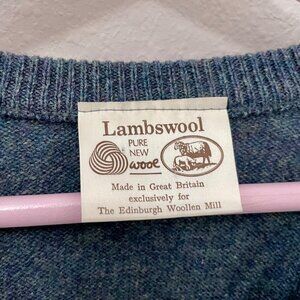 Lambswool
PURE
NEW
wool
Made in Great Britain
exclusively for
The Edinburgh Woollen Mill